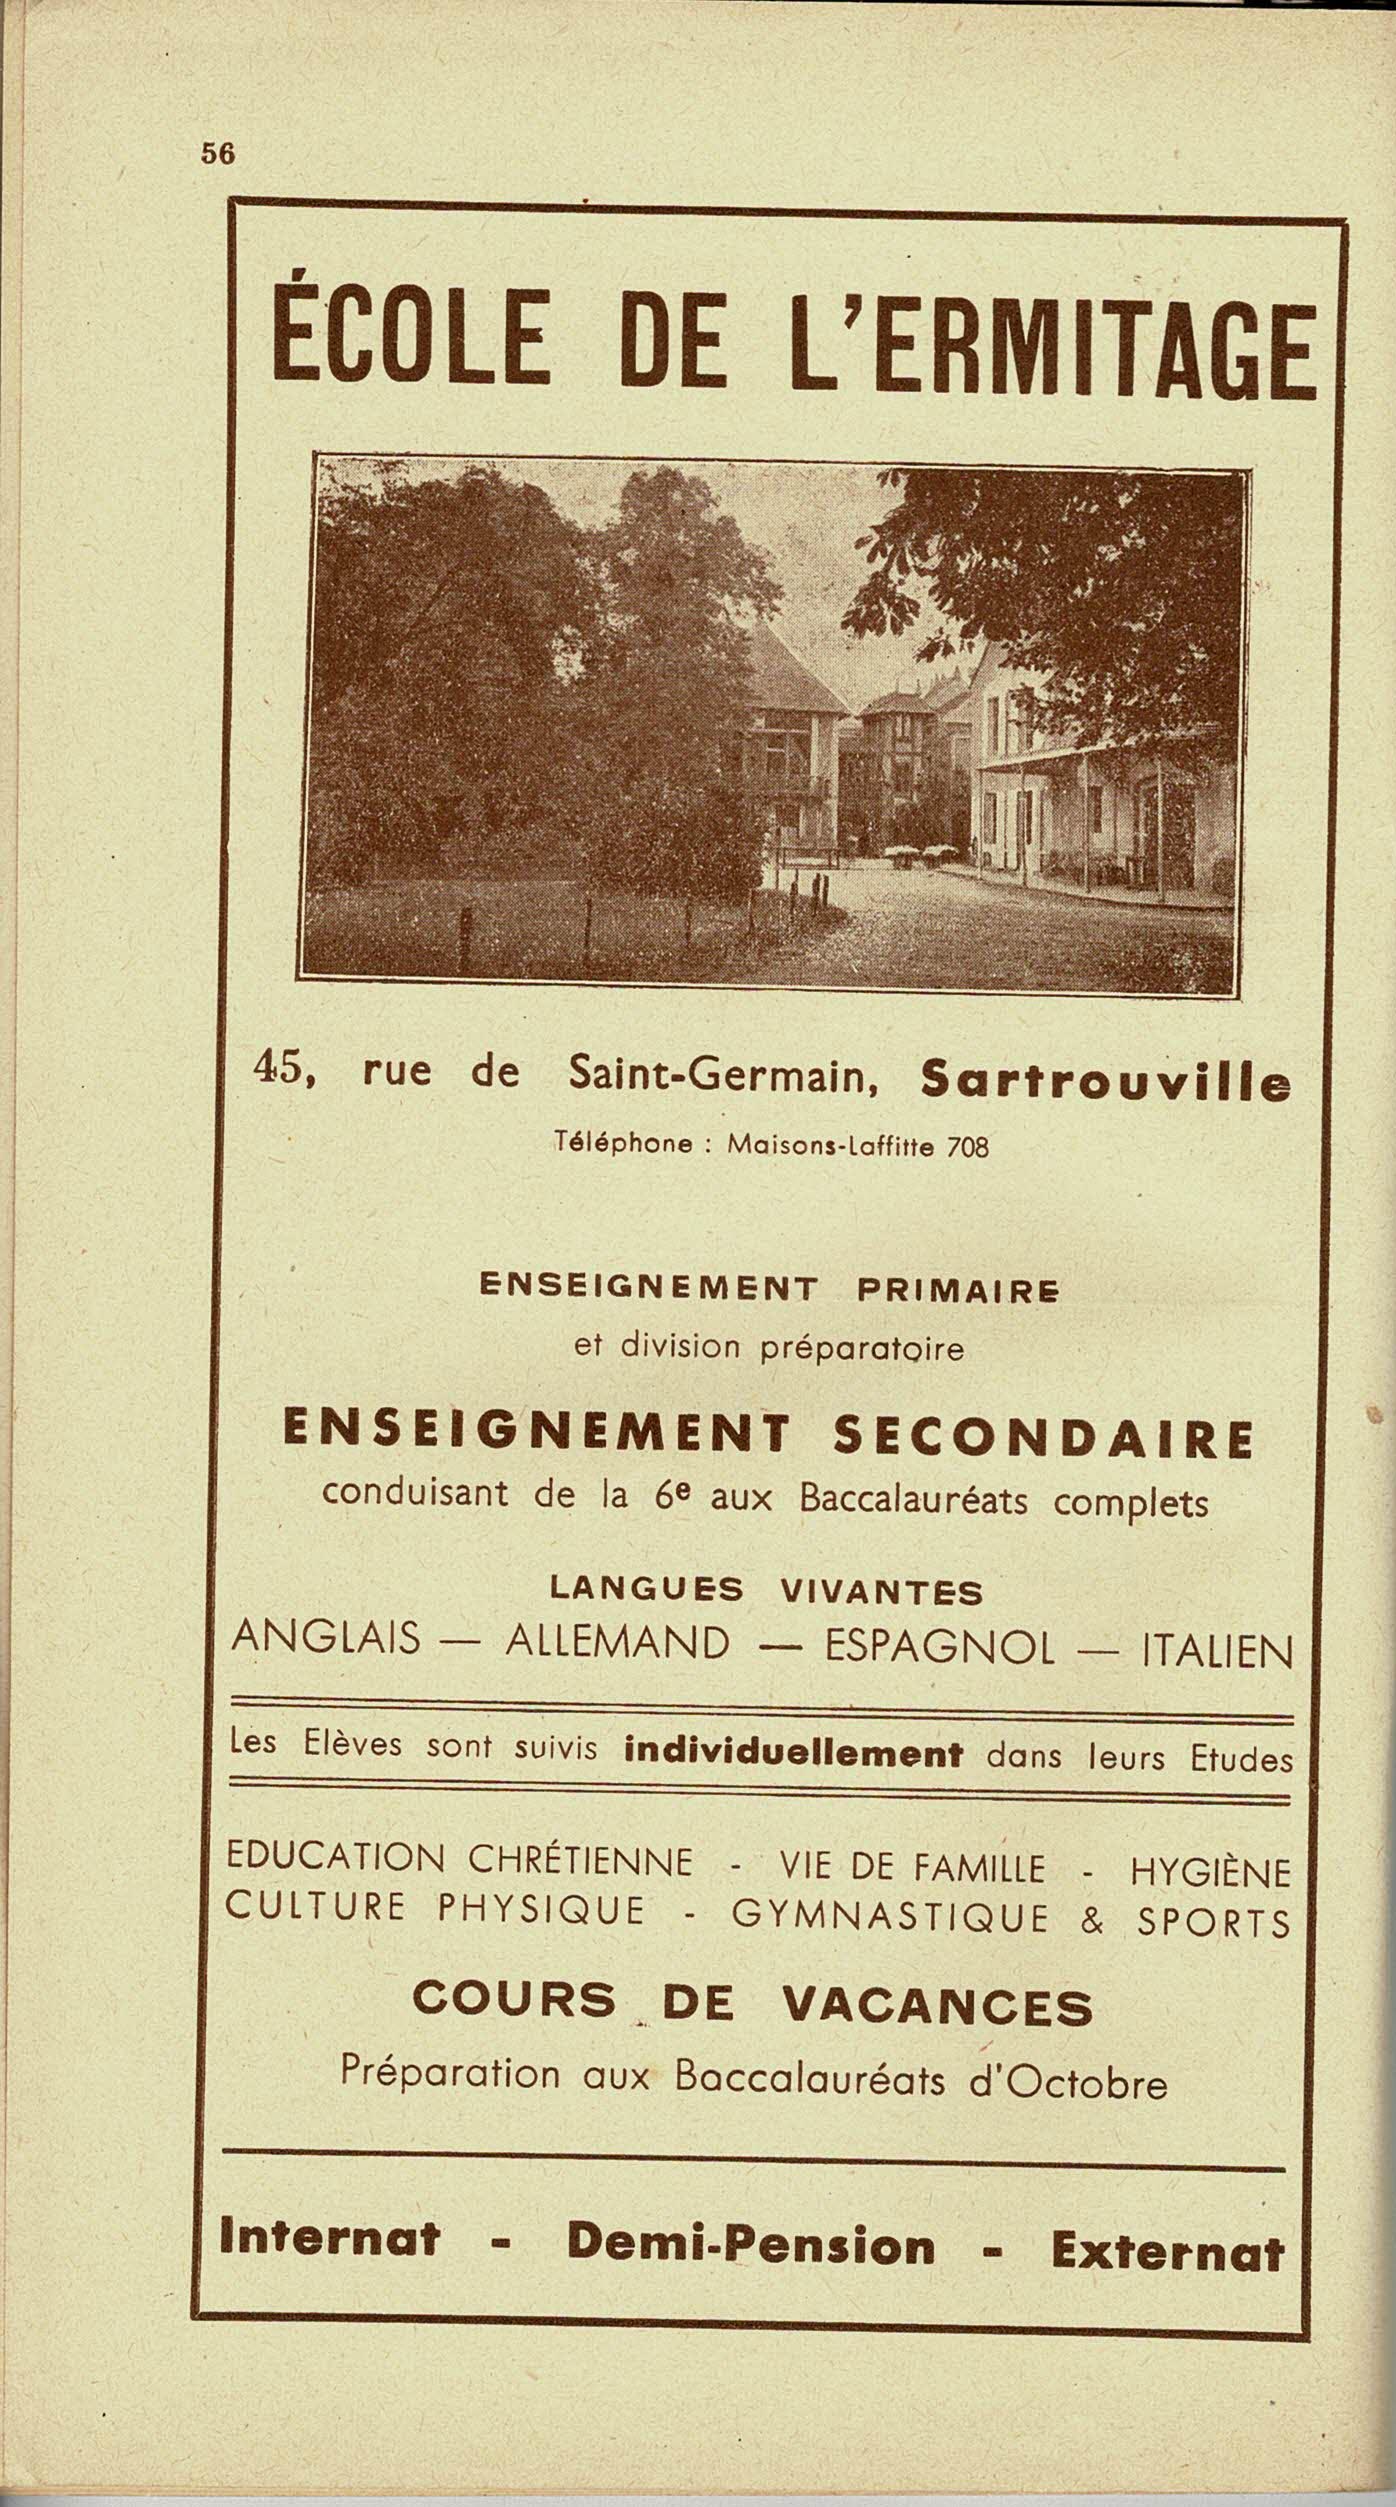 56
ÉCOLE DE L'ERMITAGE
45, rue de Saint-Germain, Sartrouville
Téléphone : Maisons-Laffitte 708
ENSEIGNEMENT PRIMAIRE
et division préparatoire
ENSEIGNEMENT SECONDAIRE
conduisant de la 6e aux Baccalauréats complets
LANGUES VIVANTES
ANGLAIS — ALLEMAND — ESPAGNOL — ITALIEN
Les Elèves sont suivis individuellement dans leurs Etudes
EDUCATION CHRÉTIENNE - VIE DE FAMILLE - HYGIÈNE
CULTURE PHYSIQUE - GYMNASTIQUE & SPORTS
COURS DE VACANCES
Préparation aux Baccalauréats d'Octobre
Internat - Demi-Pension - Externat